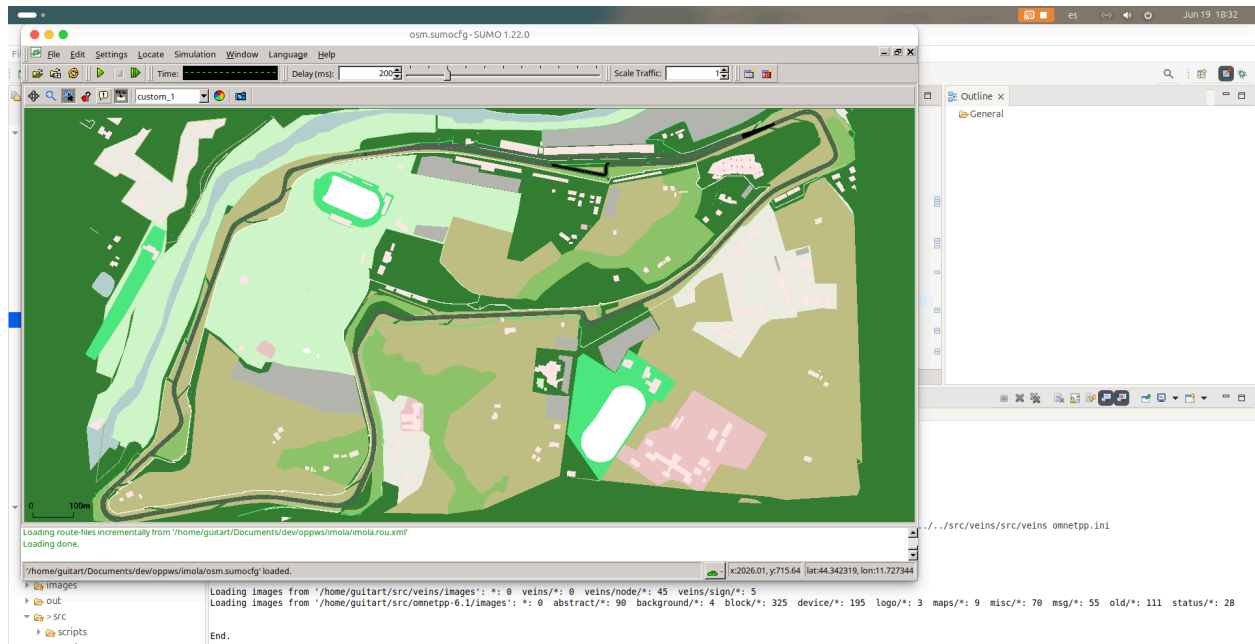 es
Jun 19 18:32
osm.sumocfg - SUMO 1.22.0
File Edit Settings Locate Simulation Window Language Help
Time:
Delay (ms): 200
Scale Traffic: 1
custom_1
Outline
General
0 100m
Loading route-files incrementally from '/home/guitart/Documents/dev/oppws/imola/imola.rou.xml'
Loading done.
'/home/guitart/Documents/dev/oppws/imola/osm.sumocfg' loaded.
x:2026.01, y:715.64
lat:44.342319, lon:11.727344
../../src/veins/src/veins omnetpp.ini
images
out
> src
scripts
Loading images from '/home/guitart/src/veins/images': *: 0 veins/*: 0 veins/node/*: 45 veins/sign/*: 5
Loading images from '/home/guitart/src/omnetpp-6.1/images': *: 0 abstract/*: 90 background/*: 4 block/*: 325 device/*: 195 logo/*: 3 maps/*: 9 misc/*: 70 msg/*: 55 old/*: 111 status/*: 28
End.